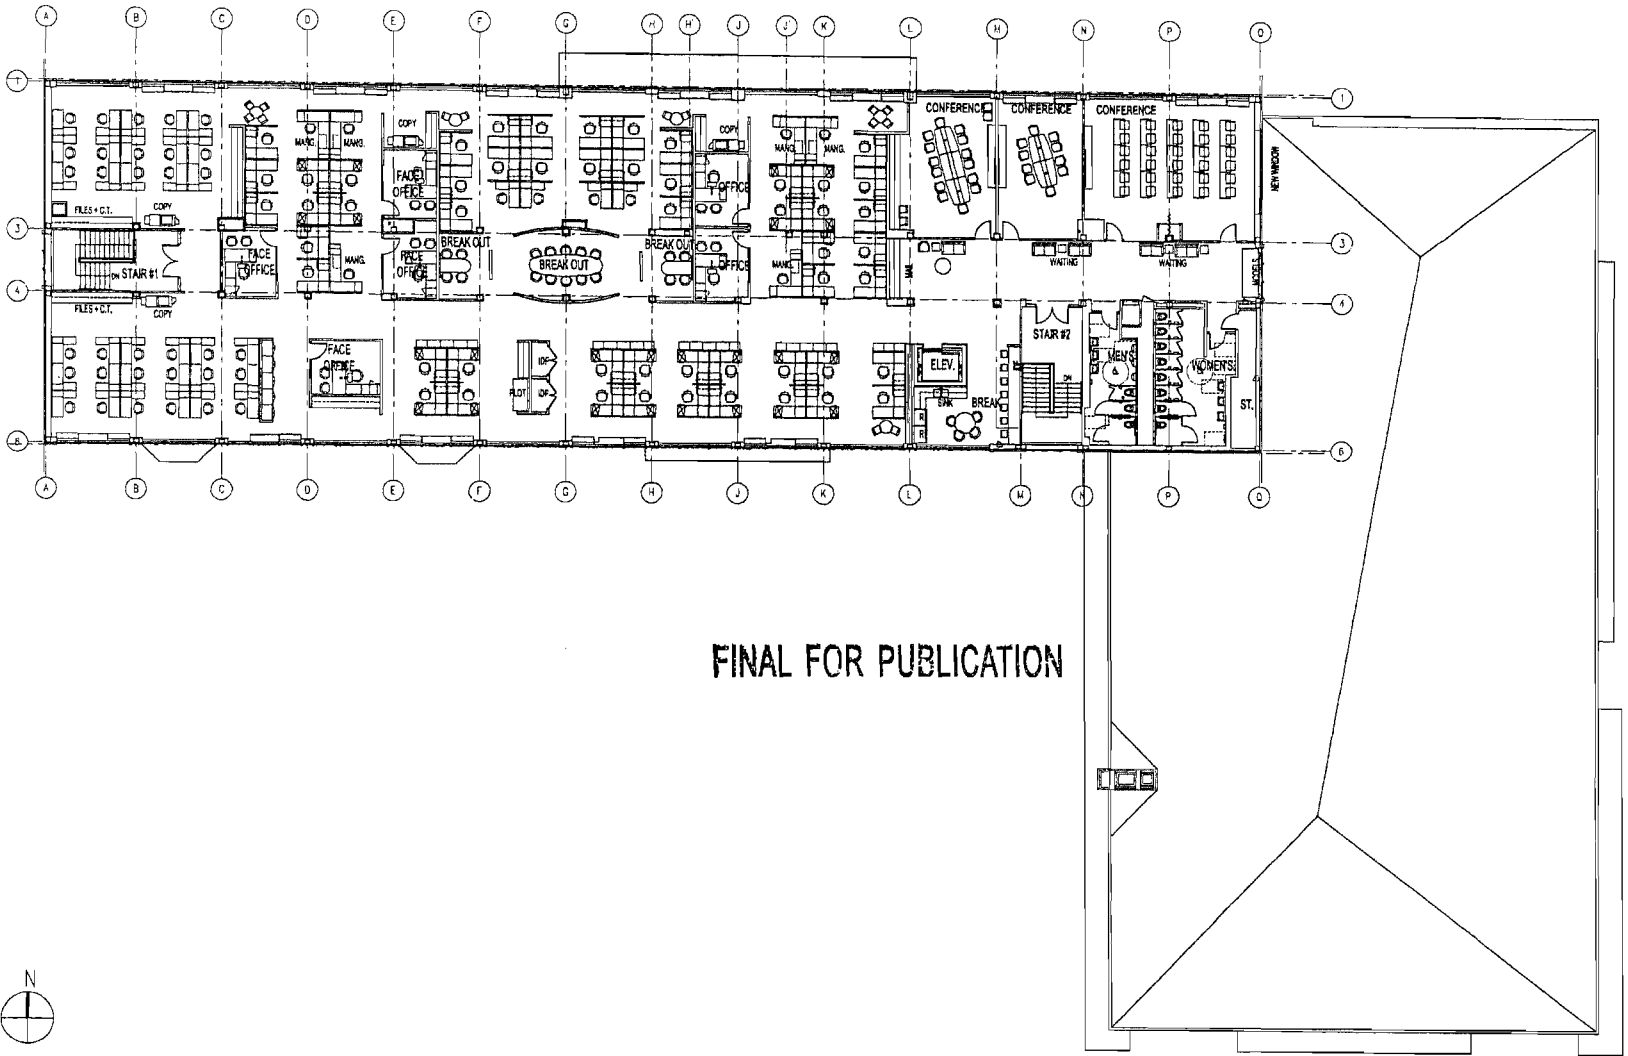 A B C D E F G H H' J J' K L M N P Q
1 1
CONFERENCE CONFERENCE CONFERENCE
COPY COPY
MANG. MANG. MANG. MANG.
NEW WINDOW
FACE
OFFICE
OFFICE
FILES + C.T. COPY
3 3
BREAK OUT BREAK OUT BREAK OUT
FACE
OFFICE
FACE
OFFICE
OFFICE
MANG. MANG.
MAIL
WAITING WAITING
MODELS
DN STAIR #1
4 4
FILES + C.T. COPY
STAIR #2
FACE
OFFICE
IDF
PLOT IDF
ELEV.
DN
MEN'S WOMEN'S
SINK BREAK
R
R
ST.
6 6
A B C D E F G H J K L M N P Q
FINAL FOR PUBLICATION
N